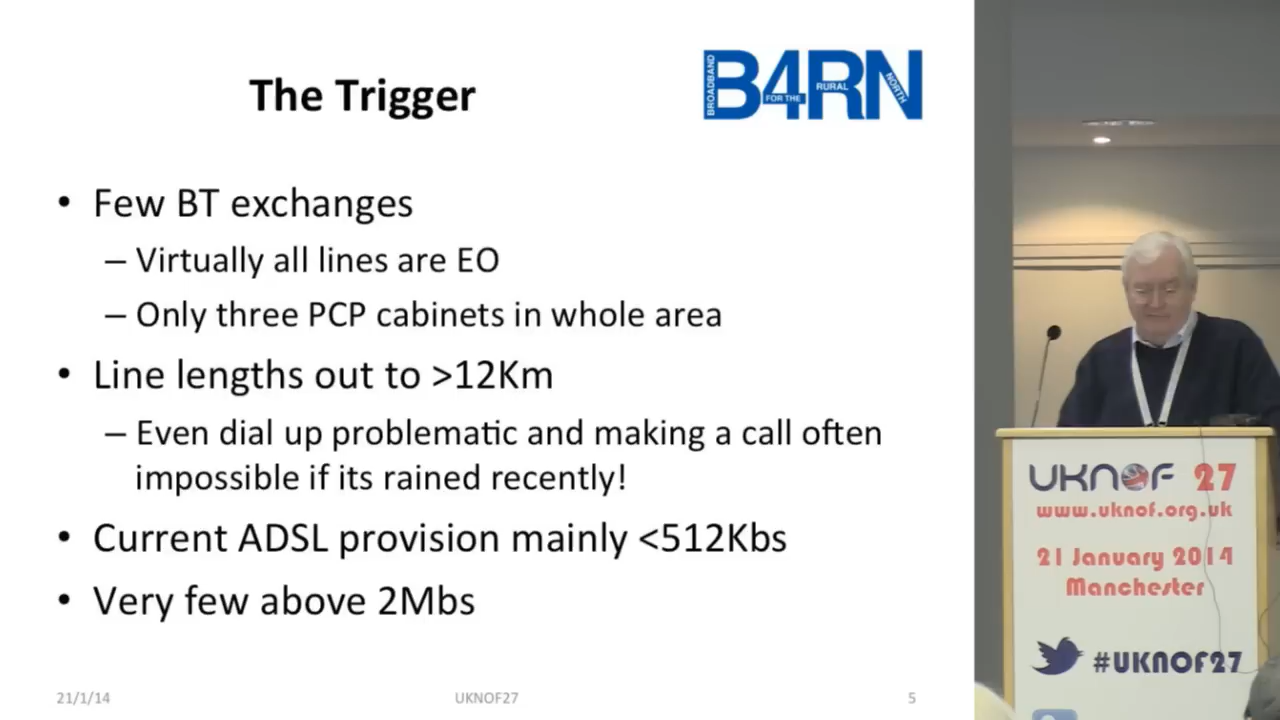 The Trigger
BROADBAND
B4RN
FOR THE
RURAL
NORTH
• Few BT exchanges
– Virtually all lines are EO
– Only three PCP cabinets in whole area
• Line lengths out to >12Km
– Even dial up problematic and making a call often
impossible if its rained recently!
• Current ADSL provision mainly <512Kbs
• Very few above 2Mbs
21/1/14
UKNOF27
5
UKNOF 27
www.uknof.org.uk
21 January 2014
Manchester
#UKNOF27